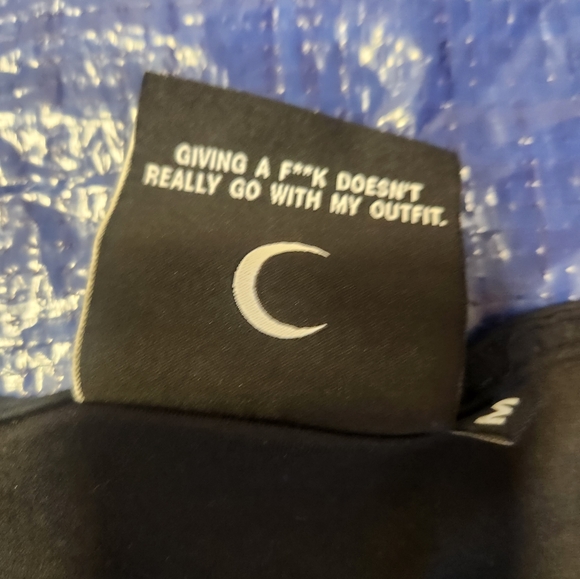 GIVING A F**K DOESN'T
REALLY GO WITH MY OUTFIT.
M